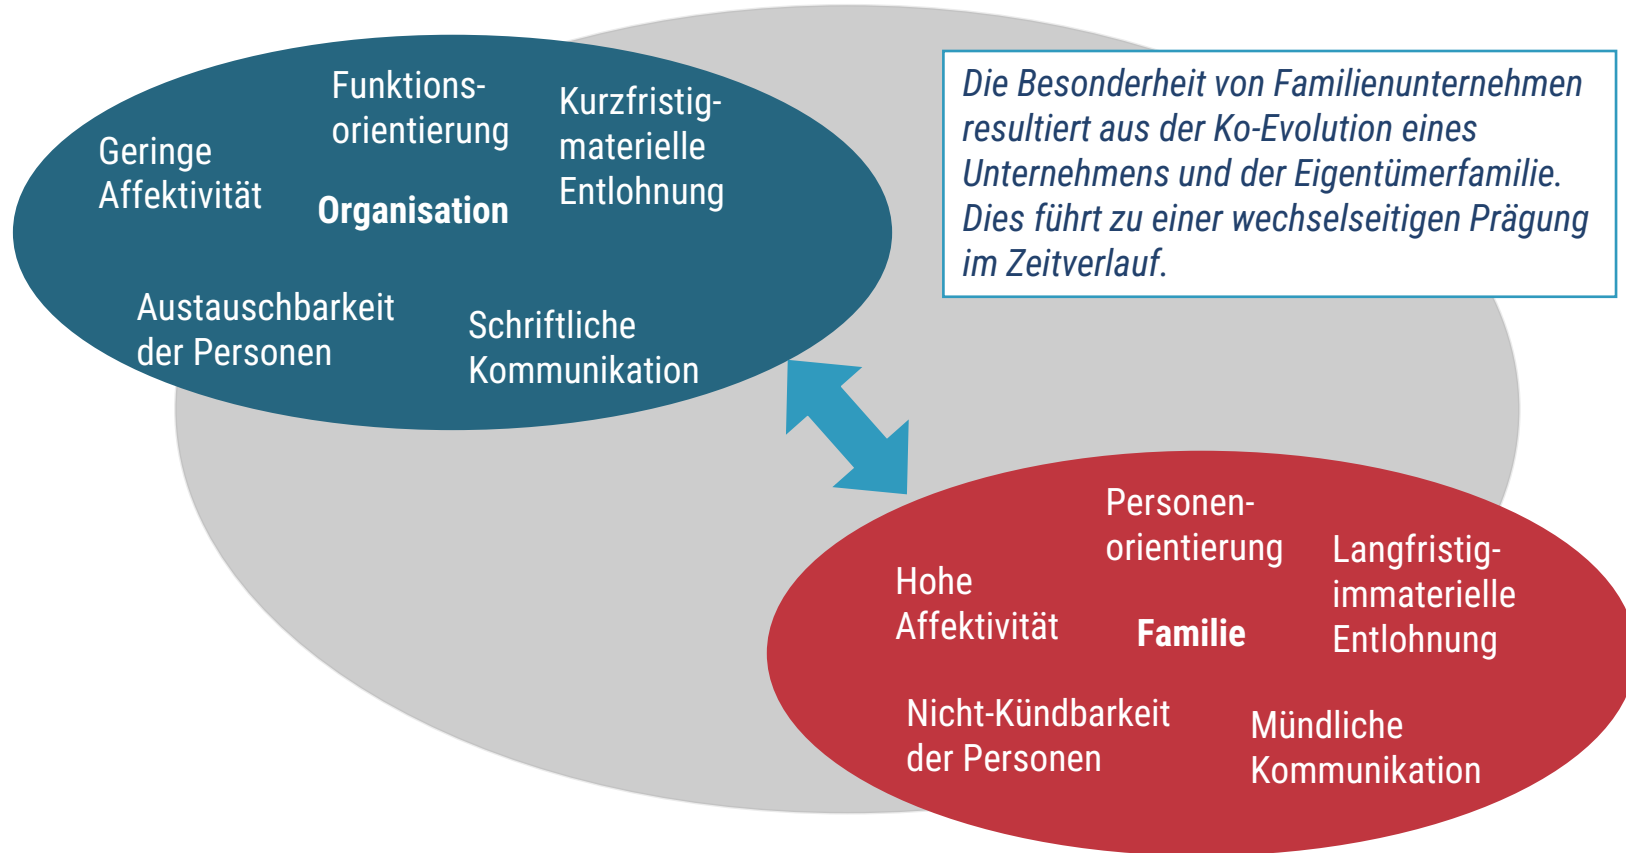 Funktions-
orientierung
Kurzfristig-
materielle
Entlohnung
Geringe
Affektivität
Organisation
Austauschbarkeit
der Personen
Schriftliche
Kommunikation
Die Besonderheit von Familienunternehmen
resultiert aus der Ko-Evolution eines
Unternehmens und der Eigentümerfamilie.
Dies führt zu einer wechselseitigen Prägung
im Zeitverlauf.
Personen-
orientierung
Langfristig-
immaterielle
Entlohnung
Hohe
Affektivität
Familie
Nicht-Kündbarkeit
der Personen
Mündliche
Kommunikation